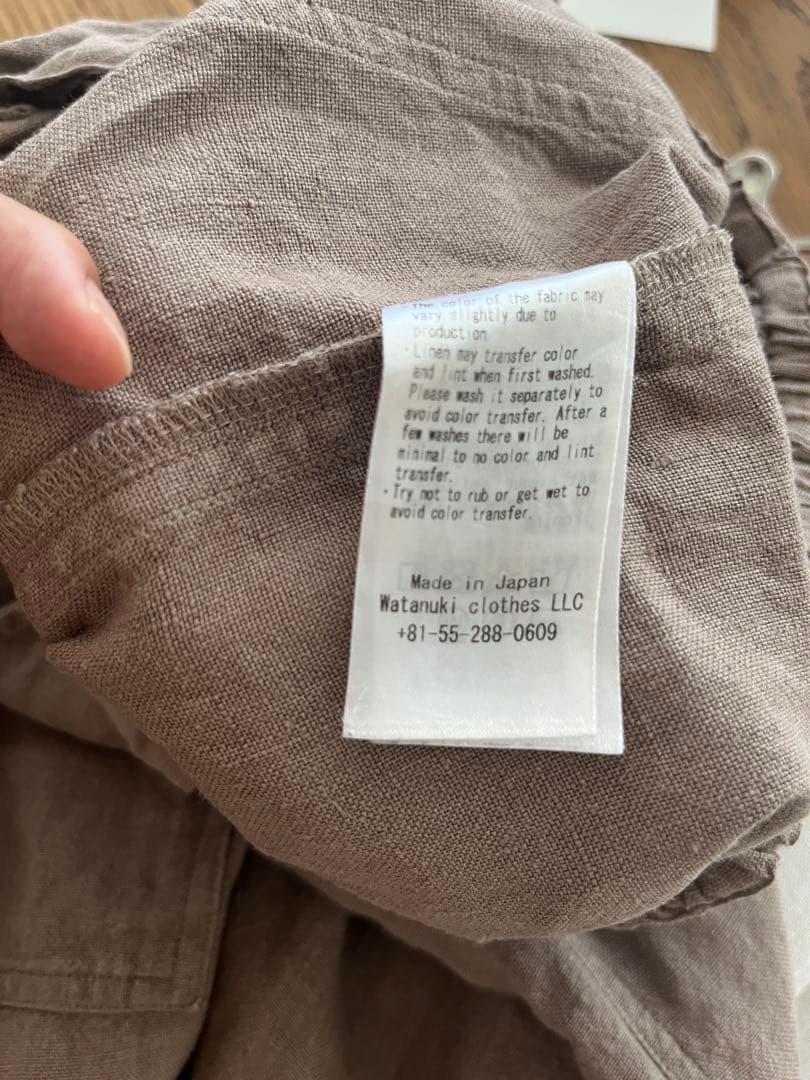 ・The color of the fabric may
vary slightly due to
production
・Linen may transfer color
and lint when first washed.
Please wash it separately to
avoid color transfer. After a
few washes there will be
minimal to no color and lint
transfer.
・Try not to rub or get wet to
avoid color transfer.
Made in Japan
Watanuki clothes LLC
+81-55-288-0609